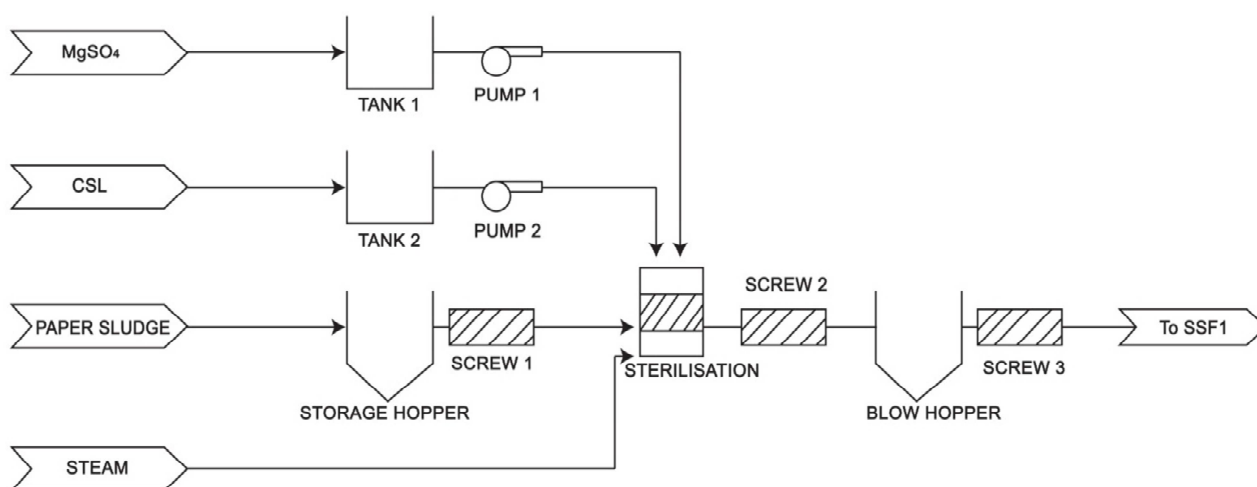 MgSO₄
TANK 1
PUMP 1
CSL
TANK 2
PUMP 2
PAPER SLUDGE
SCREW 1
STORAGE HOPPER
STERILISATION
SCREW 2
BLOW HOPPER
SCREW 3
To SSF1
STEAM